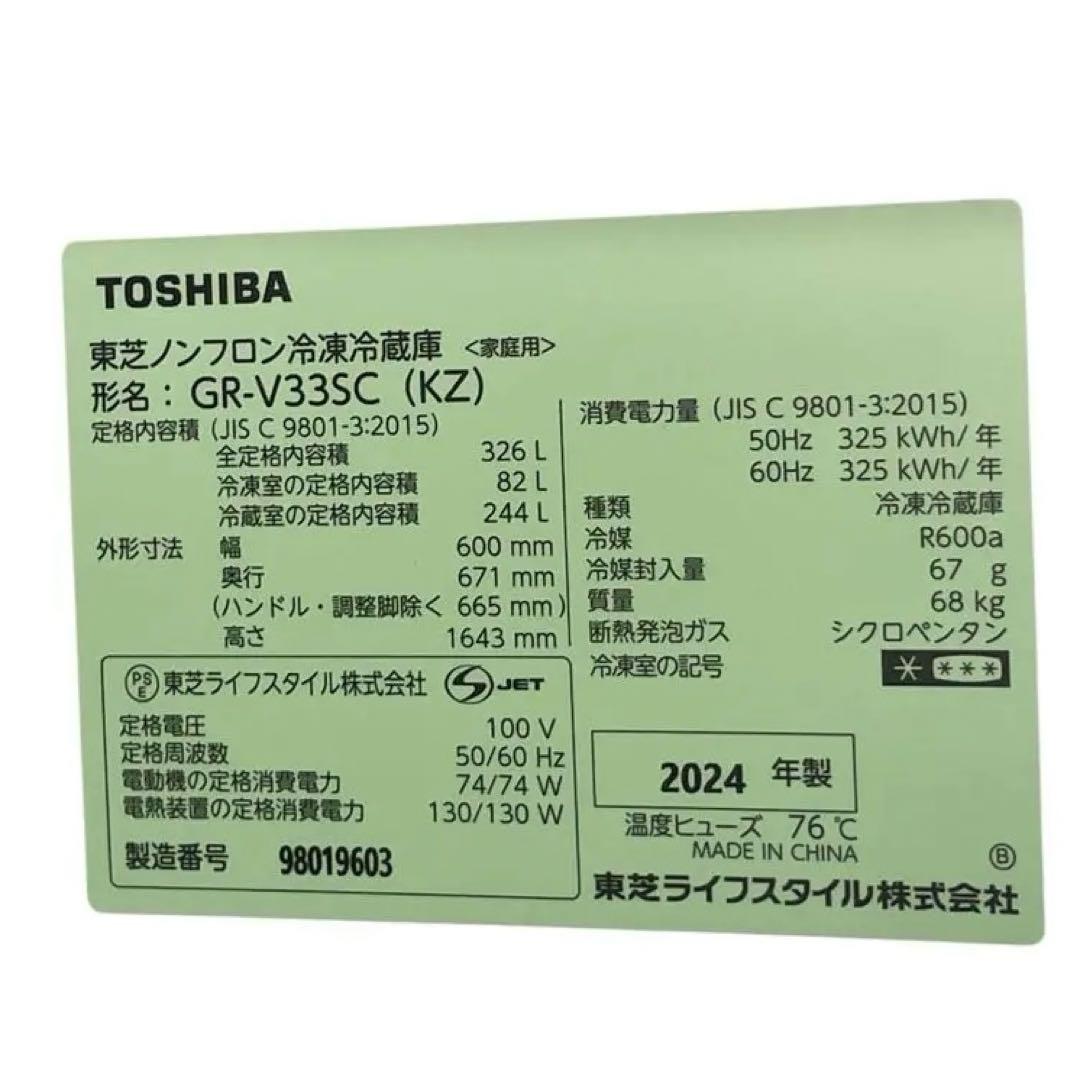 TOSHIBA
東芝ノンフロン冷凍冷蔵庫 <家庭用>
形名：GR-V33SC (KZ)
定格内容積 (JIS C 9801-3:2015)
全定格内容積 326 L
冷凍室の定格内容積 82 L
冷蔵室の定格内容積 244 L
外形寸法 幅 600 mm
奥行 671 mm
(ハンドル・調整脚除く 665 mm)
高さ 1643 mm
消費電力量 (JIS C 9801-3:2015)
50Hz 325 kWh/年
60Hz 325 kWh/年
種類 冷凍冷蔵庫
冷媒 R600a
冷媒封入量 67 g
質量 68 kg
断熱発泡ガス シクロペンタン
冷凍室の記号 * ***
PSE 東芝ライフスタイル株式会社 S JET
定格電圧 100 V
定格周波数 50/60 Hz
電動機の定格消費電力 74/74 W
電熱装置の定格消費電力 130/130 W
製造番号 98019603
2024 年製
温度ヒューズ 76 ℃
MADE IN CHINA
Ⓑ
東芝ライフスタイル株式会社